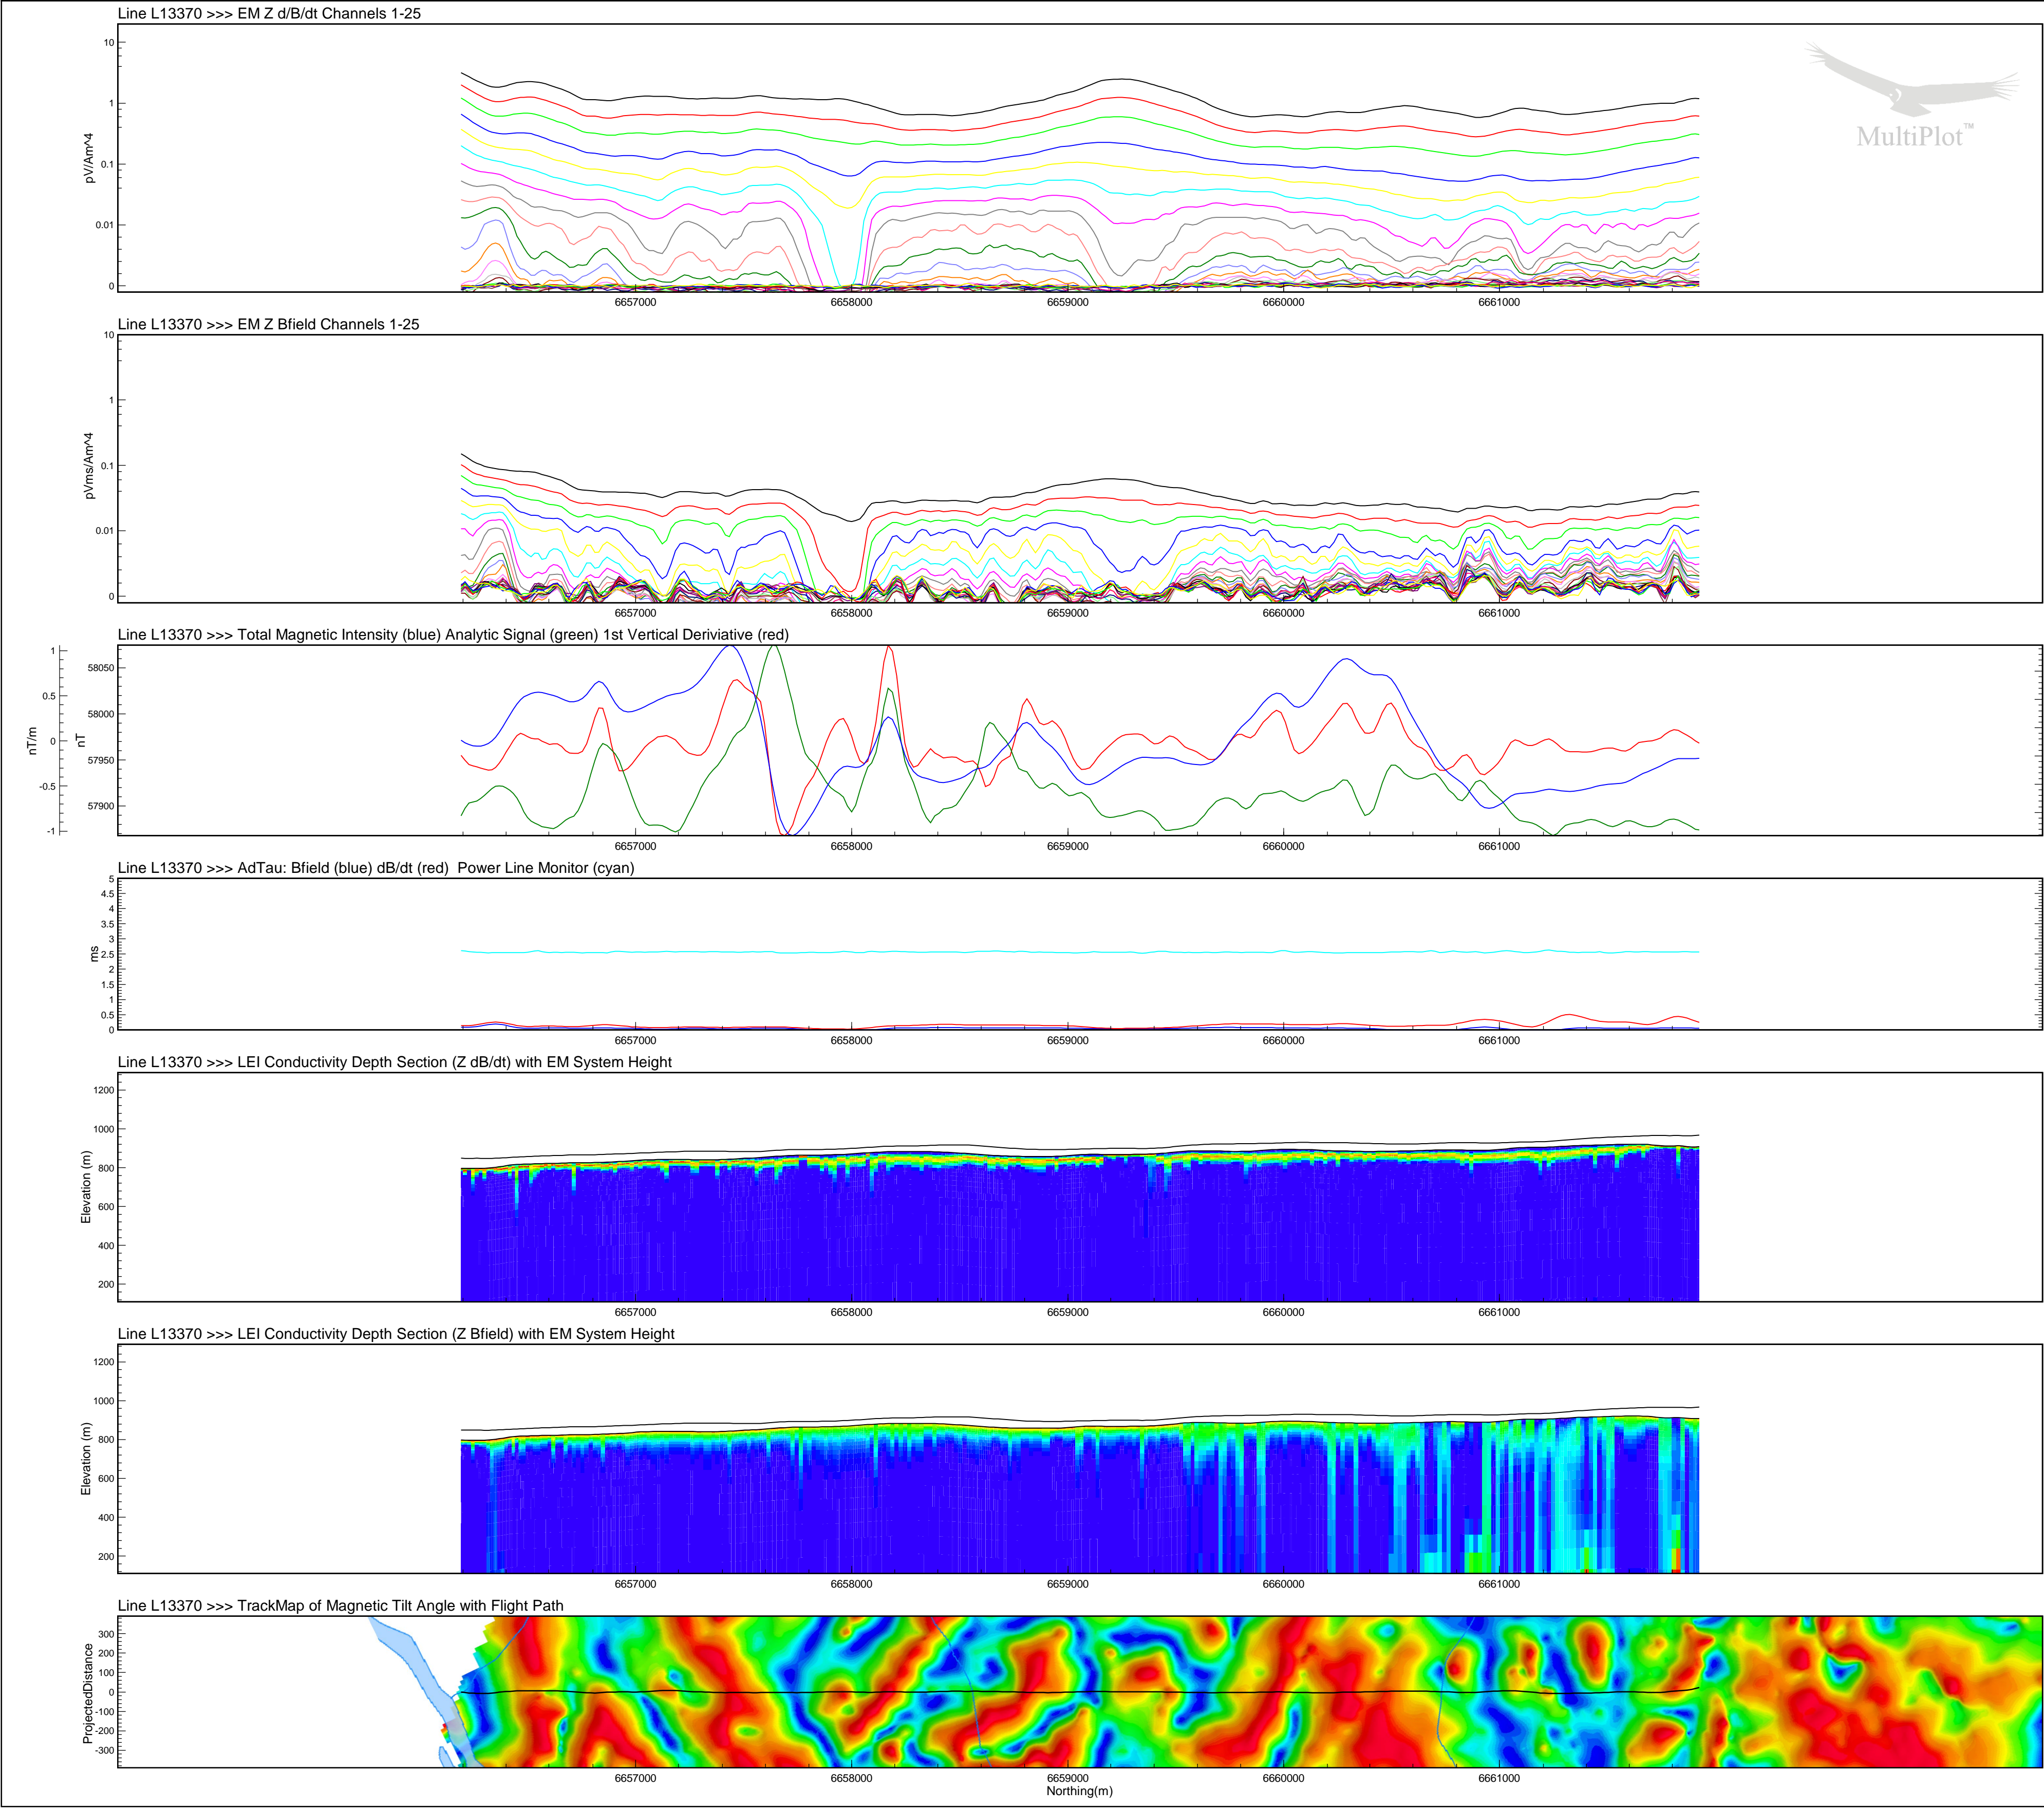 Line L13370 >>> EM Z d/B/dt Channels 1-25
10
1
0.1
0.01
0
pV/Am^4
MultiPlot™
6657000 6658000 6659000 6660000 6661000
Line L13370 >>> EM Z Bfield Channels 1-25
10
1
0.1
0.01
0
pVms/Am^4
6657000 6658000 6659000 6660000 6661000
Line L13370 >>> Total Magnetic Intensity (blue) Analytic Signal (green) 1st Vertical Deriviative (red)
1
0.5
0
-0.5
-1
nT/m
58050
58000
57950
57900
nT
6657000 6658000 6659000 6660000 6661000
Line L13370 >>> AdTau: Bfield (blue) dB/dt (red) Power Line Monitor (cyan)
5
4.5
4
3.5
3
2.5
2
1.5
1
0.5
0
ms
6657000 6658000 6659000 6660000 6661000
Line L13370 >>> LEI Conductivity Depth Section (Z dB/dt) with EM System Height
1200
1000
800
600
400
200
Elevation (m)
6657000 6658000 6659000 6660000 6661000
Line L13370 >>> LEI Conductivity Depth Section (Z Bfield) with EM System Height
1200
1000
800
600
400
200
Elevation (m)
6657000 6658000 6659000 6660000 6661000
Line L13370 >>> TrackMap of Magnetic Tilt Angle with Flight Path
300
200
100
0
-100
-200
-300
ProjectedDistance
6657000 6658000 6659000 6660000 6661000
Northing(m)